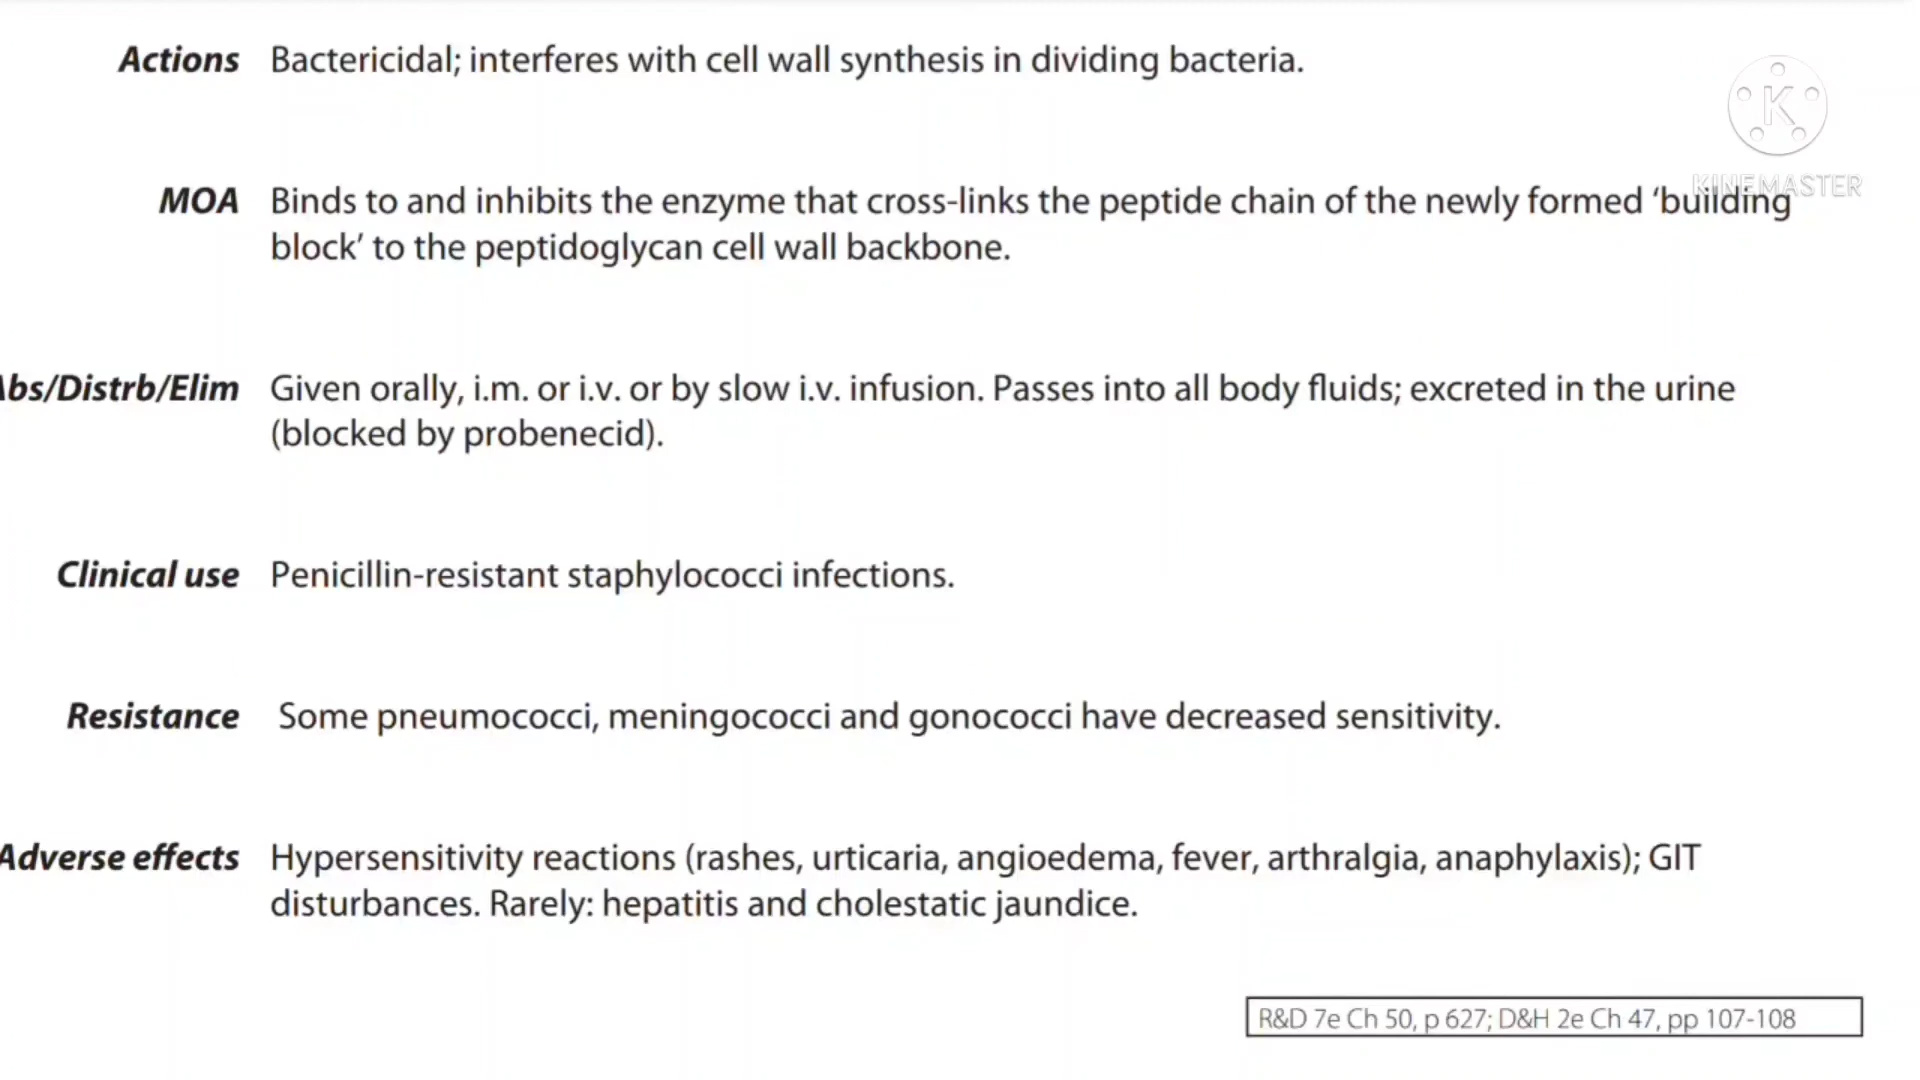 Actions Bactericidal; interferes with cell wall synthesis in dividing bacteria.
K
KINEMASTER
MOA Binds to and inhibits the enzyme that cross-links the peptide chain of the newly formed ‘building
block’ to the peptidoglycan cell wall backbone.
Abs/Distrb/Elim Given orally, i.m. or i.v. or by slow i.v. infusion. Passes into all body fluids; excreted in the urine
(blocked by probenecid).
Clinical use Penicillin-resistant staphylococci infections.
Resistance Some pneumococci, meningococci and gonococci have decreased sensitivity.
Adverse effects Hypersensitivity reactions (rashes, urticaria, angioedema, fever, arthralgia, anaphylaxis); GIT
disturbances. Rarely: hepatitis and cholestatic jaundice.
R&D 7e Ch 50, p 627; D&H 2e Ch 47, pp 107-108